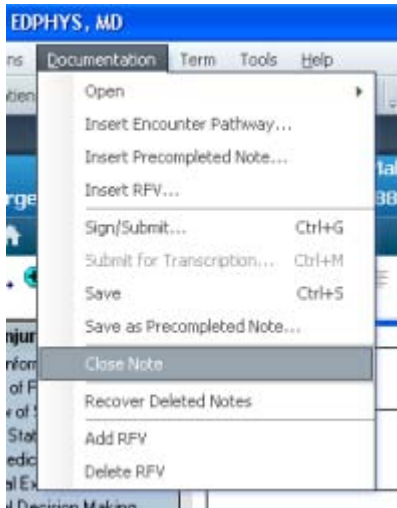 EDPHYS, MD
ns Documentation Term Tools Help
Open
Insert Encounter Pathway...
Insert Precompleted Note...
Insert RFV...
Sign/Submit... Ctrl+G
Submit for Transcription... Ctrl+M
Save Ctrl+S
Save as Precompleted Note...
Close Note
Recover Deleted Notes
Add RFV
Delete RFV
l Decision Making